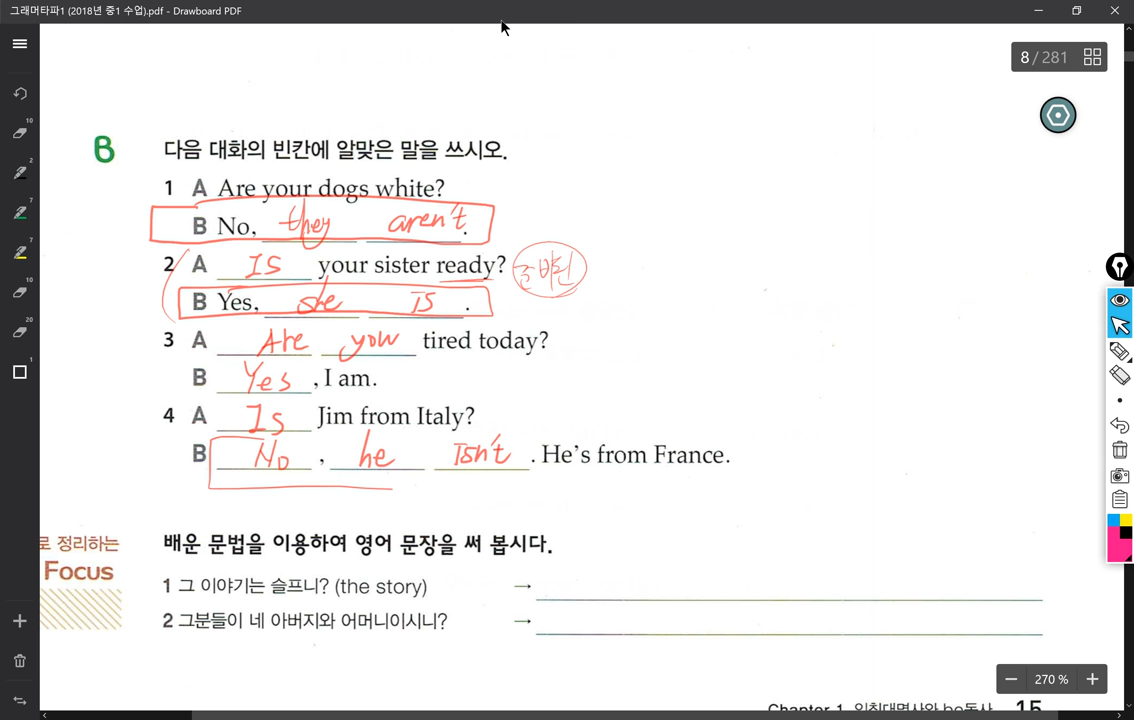 그래머타파1 (2018년 중1 수업).pdf - Drawboard PDF
8 / 281
B 다음 대화의 빈칸에 알맞은 말을 쓰시오.
1 A Are your dogs white?
B No, they aren't.
2 A Is your sister ready? 준비된
B Yes, she is.
3 A Are you tired today?
B Yes, I am.
4 A Is Jim from Italy?
B No, he isn't. He's from France.
로 정리하는
Focus
배운 문법을 이용하여 영어 문장을 써 봅시다.
1 그 이야기는 슬프니? (the story) →
2 그분들이 네 아버지와 어머니이시니? →
270 %
Chapter 1 인칭대명사와 be동사 15
10
2
7
7
10
20
1